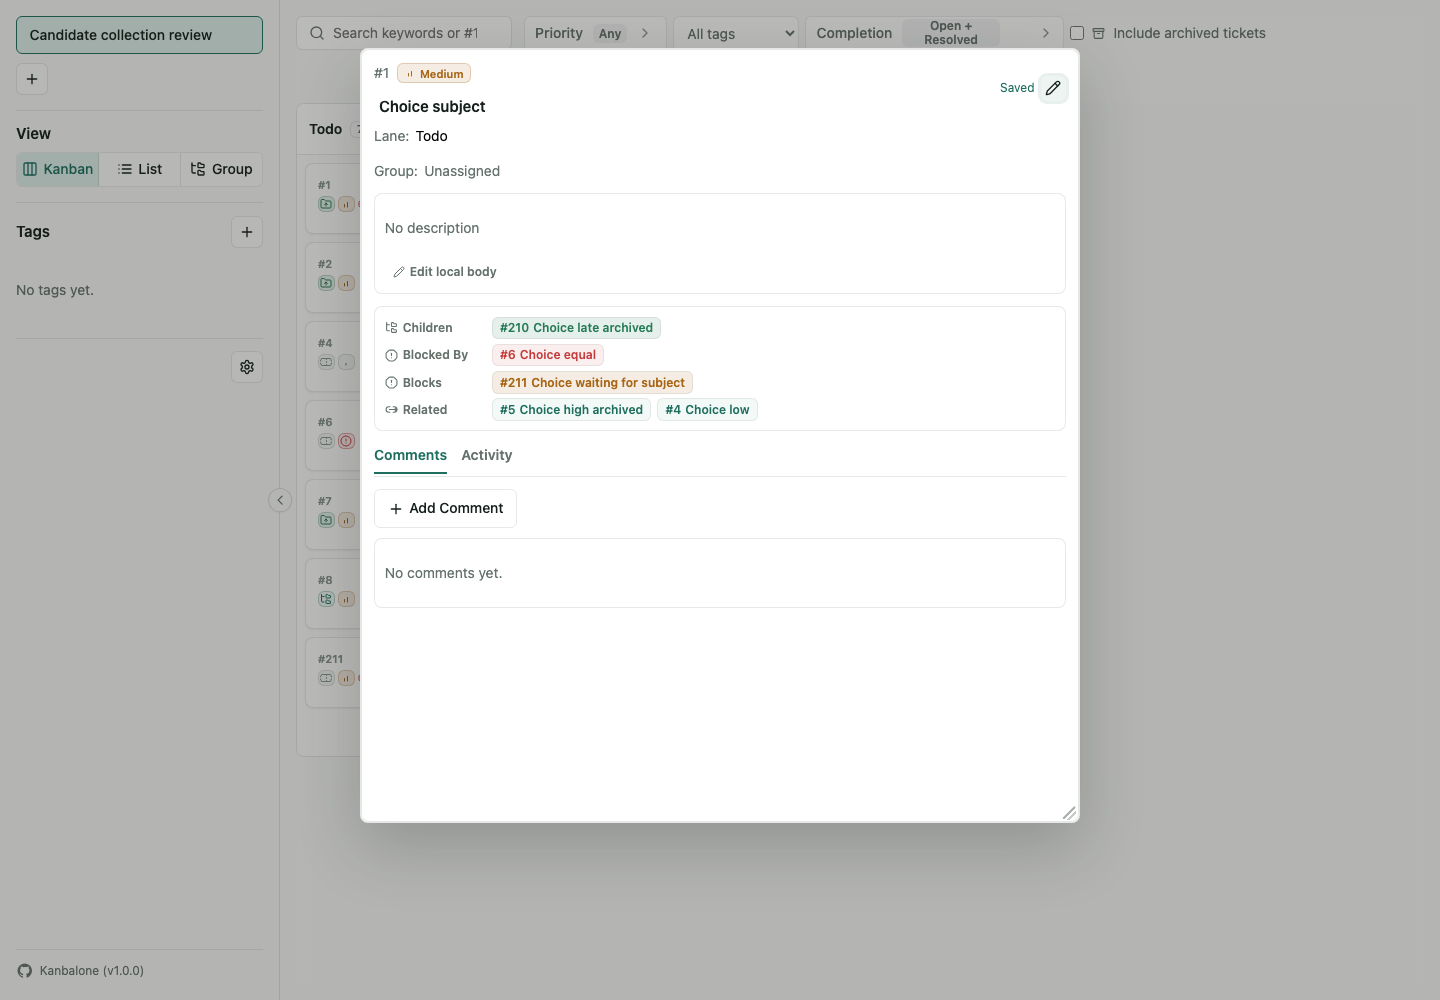 Candidate collection review
View
Kanban
List
Group
Tags
No tags yet.
Kanbalone (v1.0.0)
Search keywords or #1
Priority
Any
All tags
Completion
Open +
Resolved
Include archived tickets
Todo
#1
#2
#4
#6
#7
#8
#211
#1
Medium
Saved
Choice subject
Lane: Todo
Group: Unassigned
No description
Edit local body
Children
#210 Choice late archived
Blocked By
#6 Choice equal
Blocks
#211 Choice waiting for subject
Related
#5 Choice high archived
#4 Choice low
Comments
Activity
Add Comment
No comments yet.